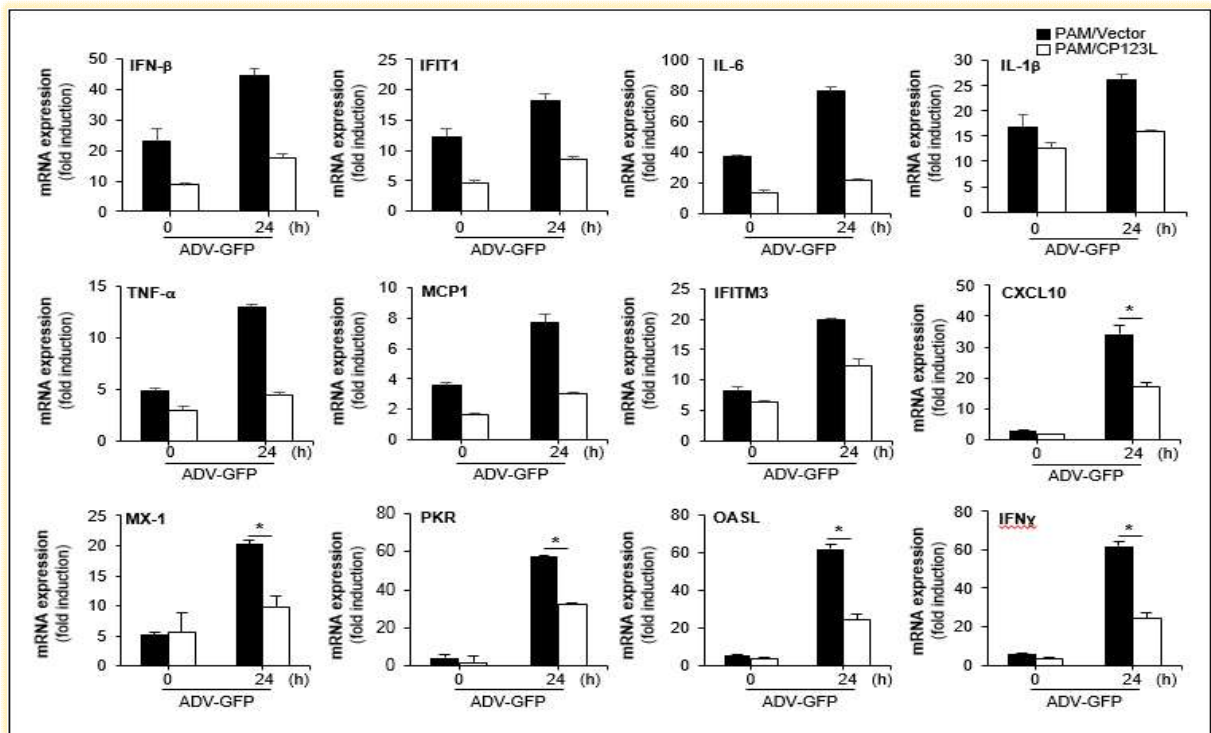 PAM/Vector
PAM/CP123L
IFN-β
mRNA expression
(fold induction)
50
40
30
20
10
0
0 24 (h)
ADV-GFP
IFIT1
mRNA expression
(fold induction)
25
20
15
10
5
0
0 24 (h)
ADV-GFP
IL-6
mRNA expression
(fold induction)
100
80
60
40
20
0
0 24 (h)
ADV-GFP
IL-1β
mRNA expression
(fold induction)
30
25
20
15
10
5
0
0 24 (h)
ADV-GFP
TNF-α
mRNA expression
(fold induction)
15
10
5
0
0 24 (h)
ADV-GFP
MCP1
mRNA expression
(fold induction)
10
8
6
4
2
0
0 24 (h)
ADV-GFP
IFITM3
mRNA expression
(fold induction)
25
20
15
10
5
0
0 24 (h)
ADV-GFP
CXCL10
mRNA expression
(fold induction)
50
40
30
20
10
0
*
0 24 (h)
ADV-GFP
MX-1
mRNA expression
(fold induction)
25
20
15
10
5
0
*
0 24 (h)
ADV-GFP
PKR
mRNA expression
(fold induction)
80
60
40
20
0
*
0 24 (h)
ADV-GFP
OASL
mRNA expression
(fold induction)
80
60
40
20
0
*
0 24 (h)
ADV-GFP
IFNγ
mRNA expression
(fold induction)
80
60
40
20
0
*
0 24 (h)
ADV-GFP